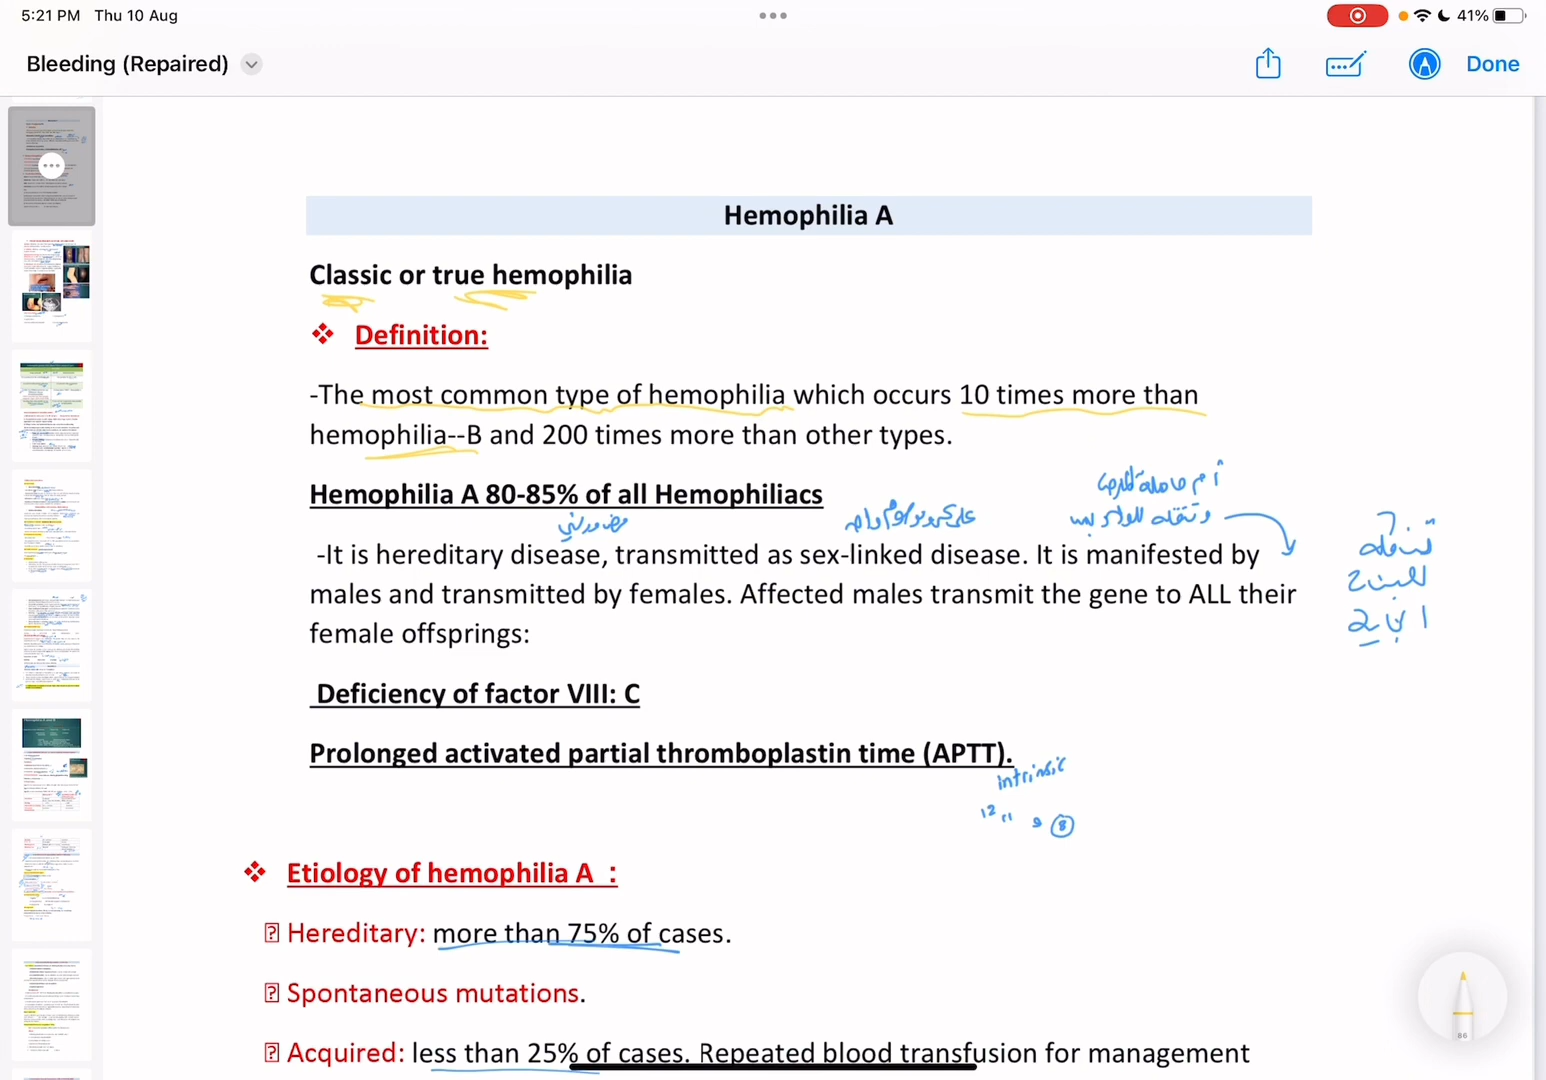 5:21 PM Thu 10 Aug
41%
Bleeding (Repaired)
Done
Hemophilia A
Classic or true hemophilia
❖ Definition:
-The most common type of hemophilia which occurs 10 times more than
hemophilia--B and 200 times more than other types.
Hemophilia A 80-85% of all Hemophiliacs
-It is hereditary disease, transmitted as sex-linked disease. It is manifested by
males and transmitted by females. Affected males transmit the gene to ALL their
female offsprings:
Deficiency of factor VIII: C
Prolonged activated partial thromboplastin time (APTT).
intrinsic
12 11 9 8
❖ Etiology of hemophilia A :
Hereditary: more than 75% of cases.
Spontaneous mutations.
Acquired: less than 25% of cases. Repeated blood transfusion for management
86